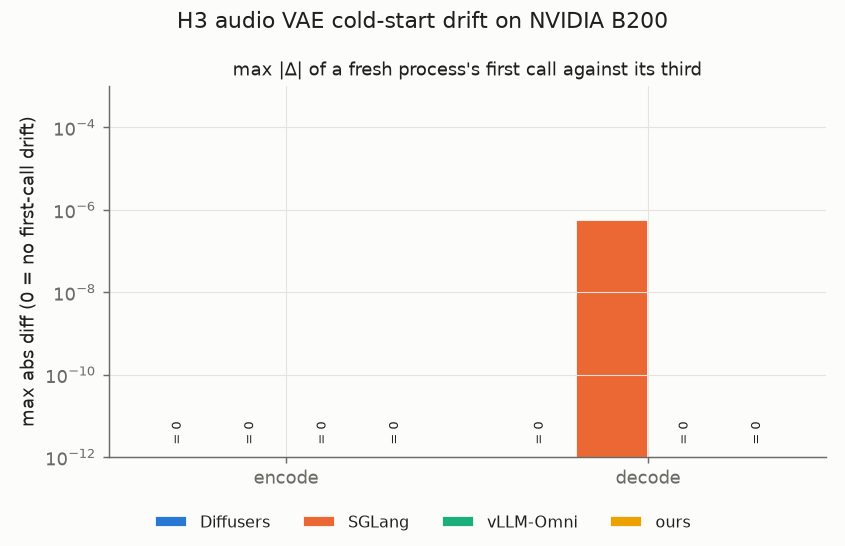 H3 audio VAE cold-start drift on NVIDIA B200
max |Δ| of a fresh process's first call against its third
max abs diff (0 = no first-call drift)
10⁻⁴
10⁻⁶
10⁻⁸
10⁻¹⁰
10⁻¹²
= 0
= 0
= 0
= 0
= 0
= 0
= 0
encode
decode
Diffusers
SGLang
vLLM-Omni
ours